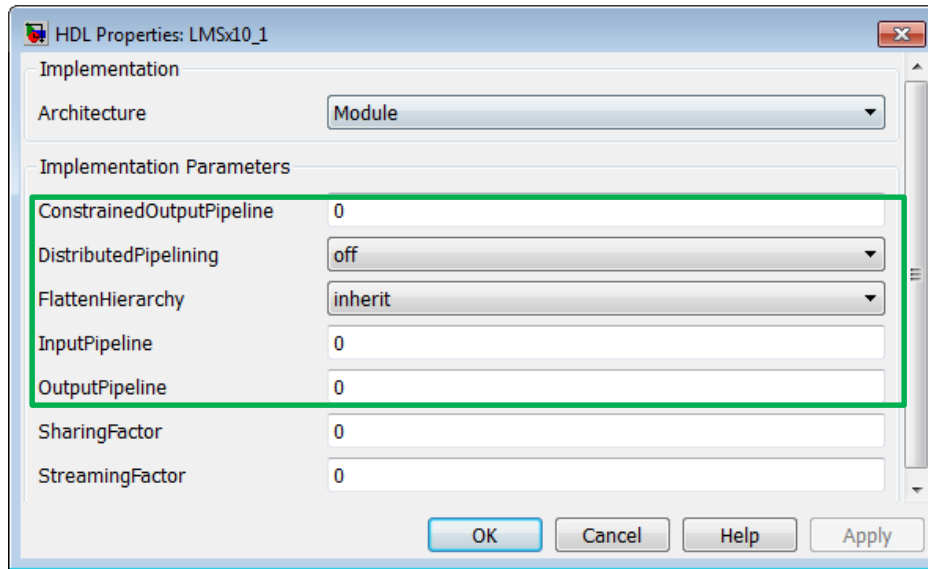 HDL Properties: LMSx10_1
Implementation
Architecture Module
Implementation Parameters
ConstrainedOutputPipeline 0
DistributedPipelining off
FlattenHierarchy inherit
InputPipeline 0
OutputPipeline 0
SharingFactor 0
StreamingFactor 0
OK Cancel Help Apply